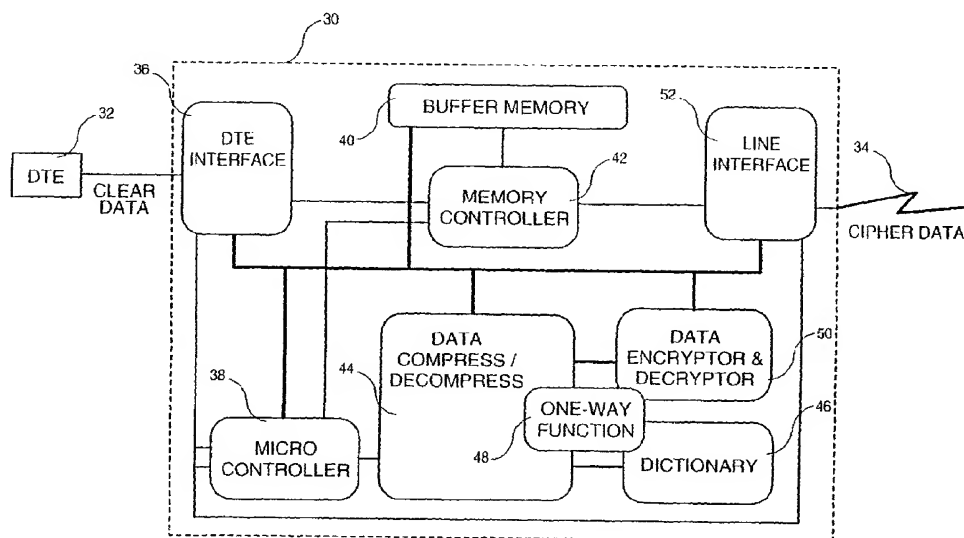 30
36
32
DTE
CLEAR
DATA
DTE
INTERFACE
BUFFER MEMORY
40
42
MEMORY
CONTROLLER
52
LINE
INTERFACE
34
CIPHER DATA
38
MICRO
CONTROLLER
44
DATA
COMPRESS /
DECOMPRESS
DATA
ENCRYPTOR &
DECRYPTOR
50
ONE-WAY
FUNCTION
48
46
DICTIONARY